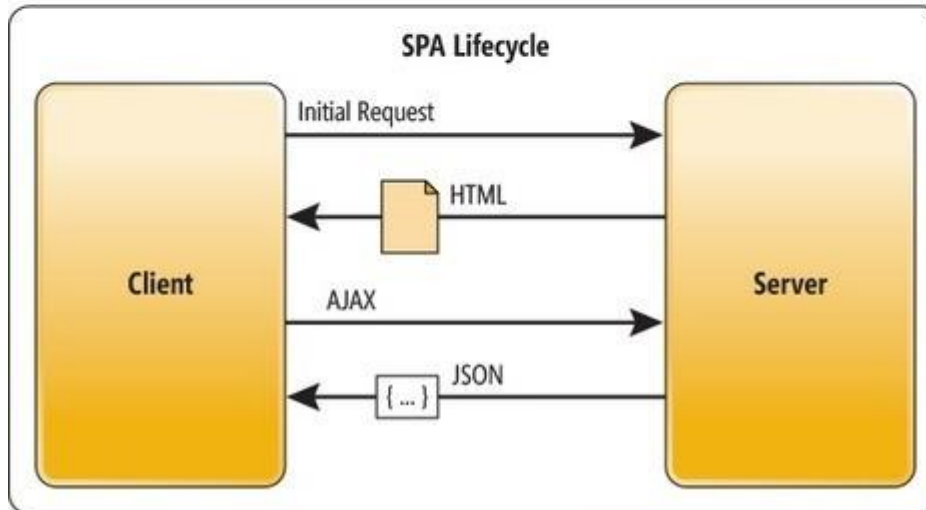 SPA Lifecycle
Initial Request
HTML
Client
Server
AJAX
JSON
{ ... }